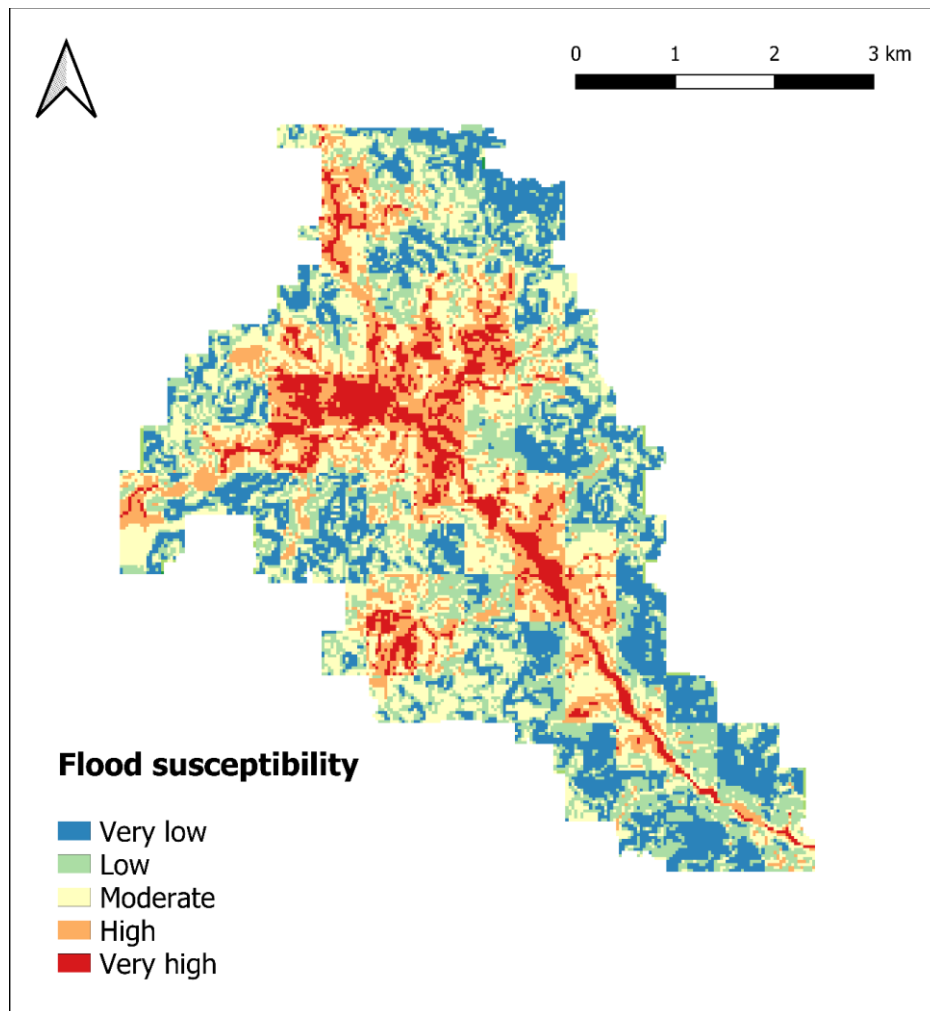 0 1 2 3 km
Flood susceptibility
Very low
Low
Moderate
High
Very high